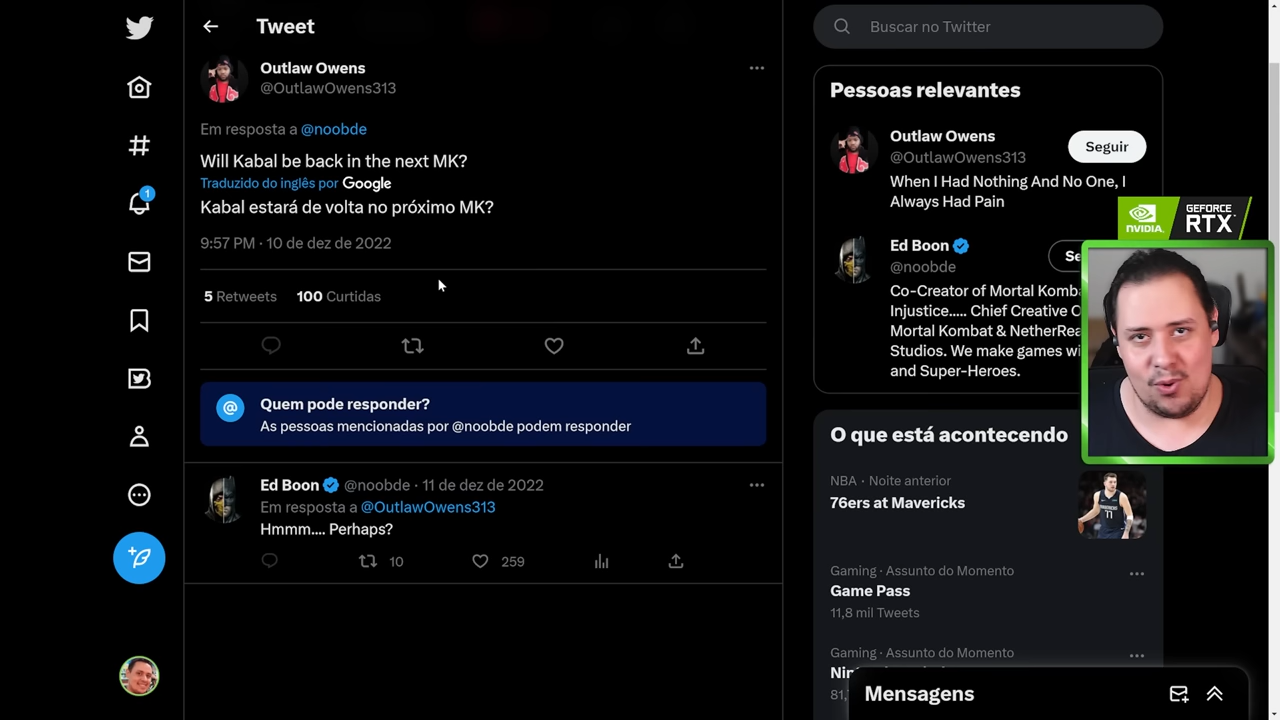 Tweet
Outlaw Owens
@OutlawOwens313
Em resposta a @noobde
Will Kabal be back in the next MK?
Traduzido do inglês por Google
Kabal estará de volta no próximo MK?
9:57 PM · 10 de dez de 2022
5 Retweets 100 Curtidas
Quem pode responder?
As pessoas mencionadas por @noobde podem responder
Ed Boon @noobde · 11 de dez de 2022
Em resposta a @OutlawOwens313
Hmmm.... Perhaps?
10 259
1
Buscar no Twitter
Pessoas relevantes
Outlaw Owens
@OutlawOwens313
Seguir
When I Had Nothing And No One, I
Always Had Pain
Ed Boon
@noobde
Co-Creator of Mortal
Injustice..... Chief Creative
Mortal Kombat &
Studios. We make games
and Super-Heroes.
NVIDIA.
GEFORCE
RTX
O que está acontecendo
NBA · Noite anterior
76ers at Mavericks
Gaming · Assunto do Momento
Game Pass
11,8 mil Tweets
Gaming · Assunto do Momento
Mensagens